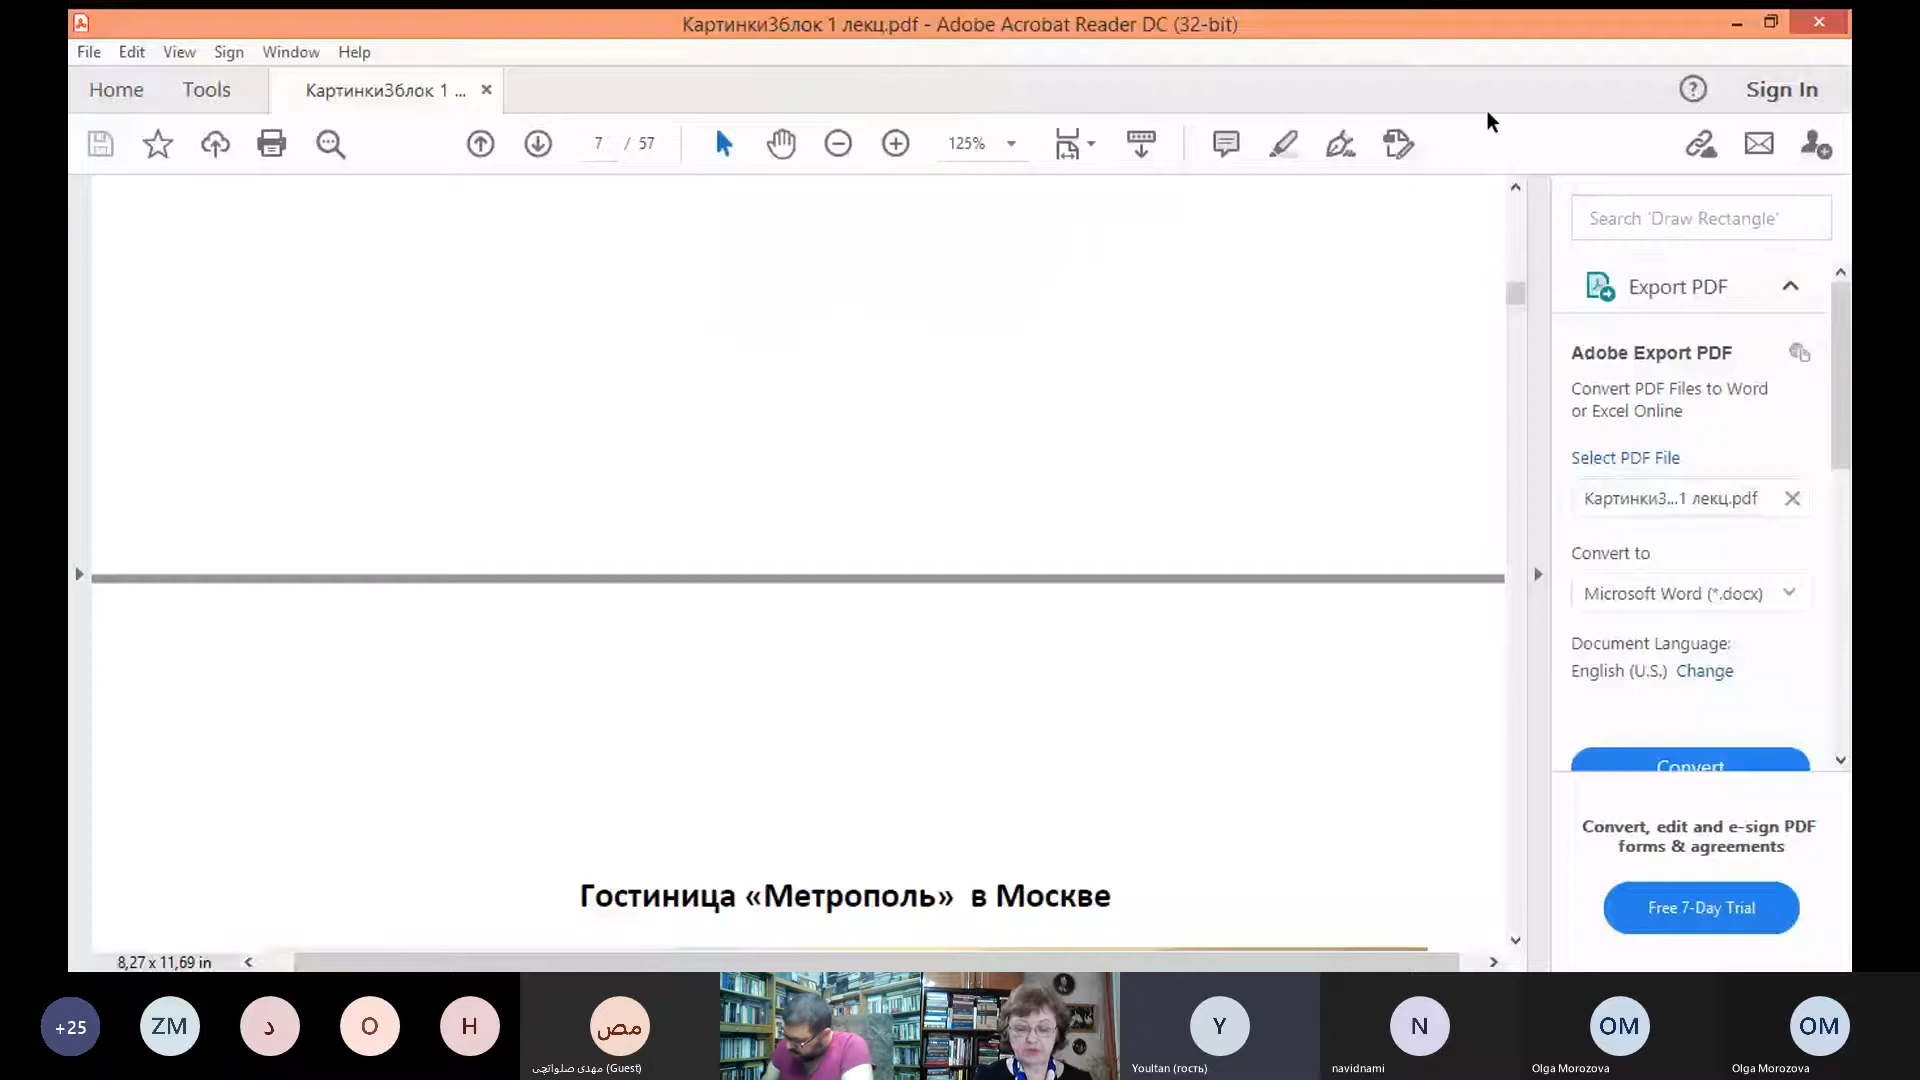 Картинки3блок 1 лекц.pdf - Adobe Acrobat Reader DC (32-bit)
File Edit View Sign Window Help
Home Tools Картинки3блок 1 ... Sign In
7 / 57 125%
Search 'Draw Rectangle'
Export PDF
Adobe Export PDF
Convert PDF Files to Word
or Excel Online
Select PDF File
Картинки3...1 лекц.pdf
Convert to
Microsoft Word (*.docx)
Document Language:
English (U.S.) Change
Convert
Convert, edit and e-sign PDF
forms & agreements
Free 7-Day Trial
Гостиница «Метрополь» в Москве
8,27 x 11,69 in
+25 ZM د O H مص Y N OM OM
مهدی صلواتچی (Guest) Youltan (гость) navidnami Olga Morozova Olga Morozova